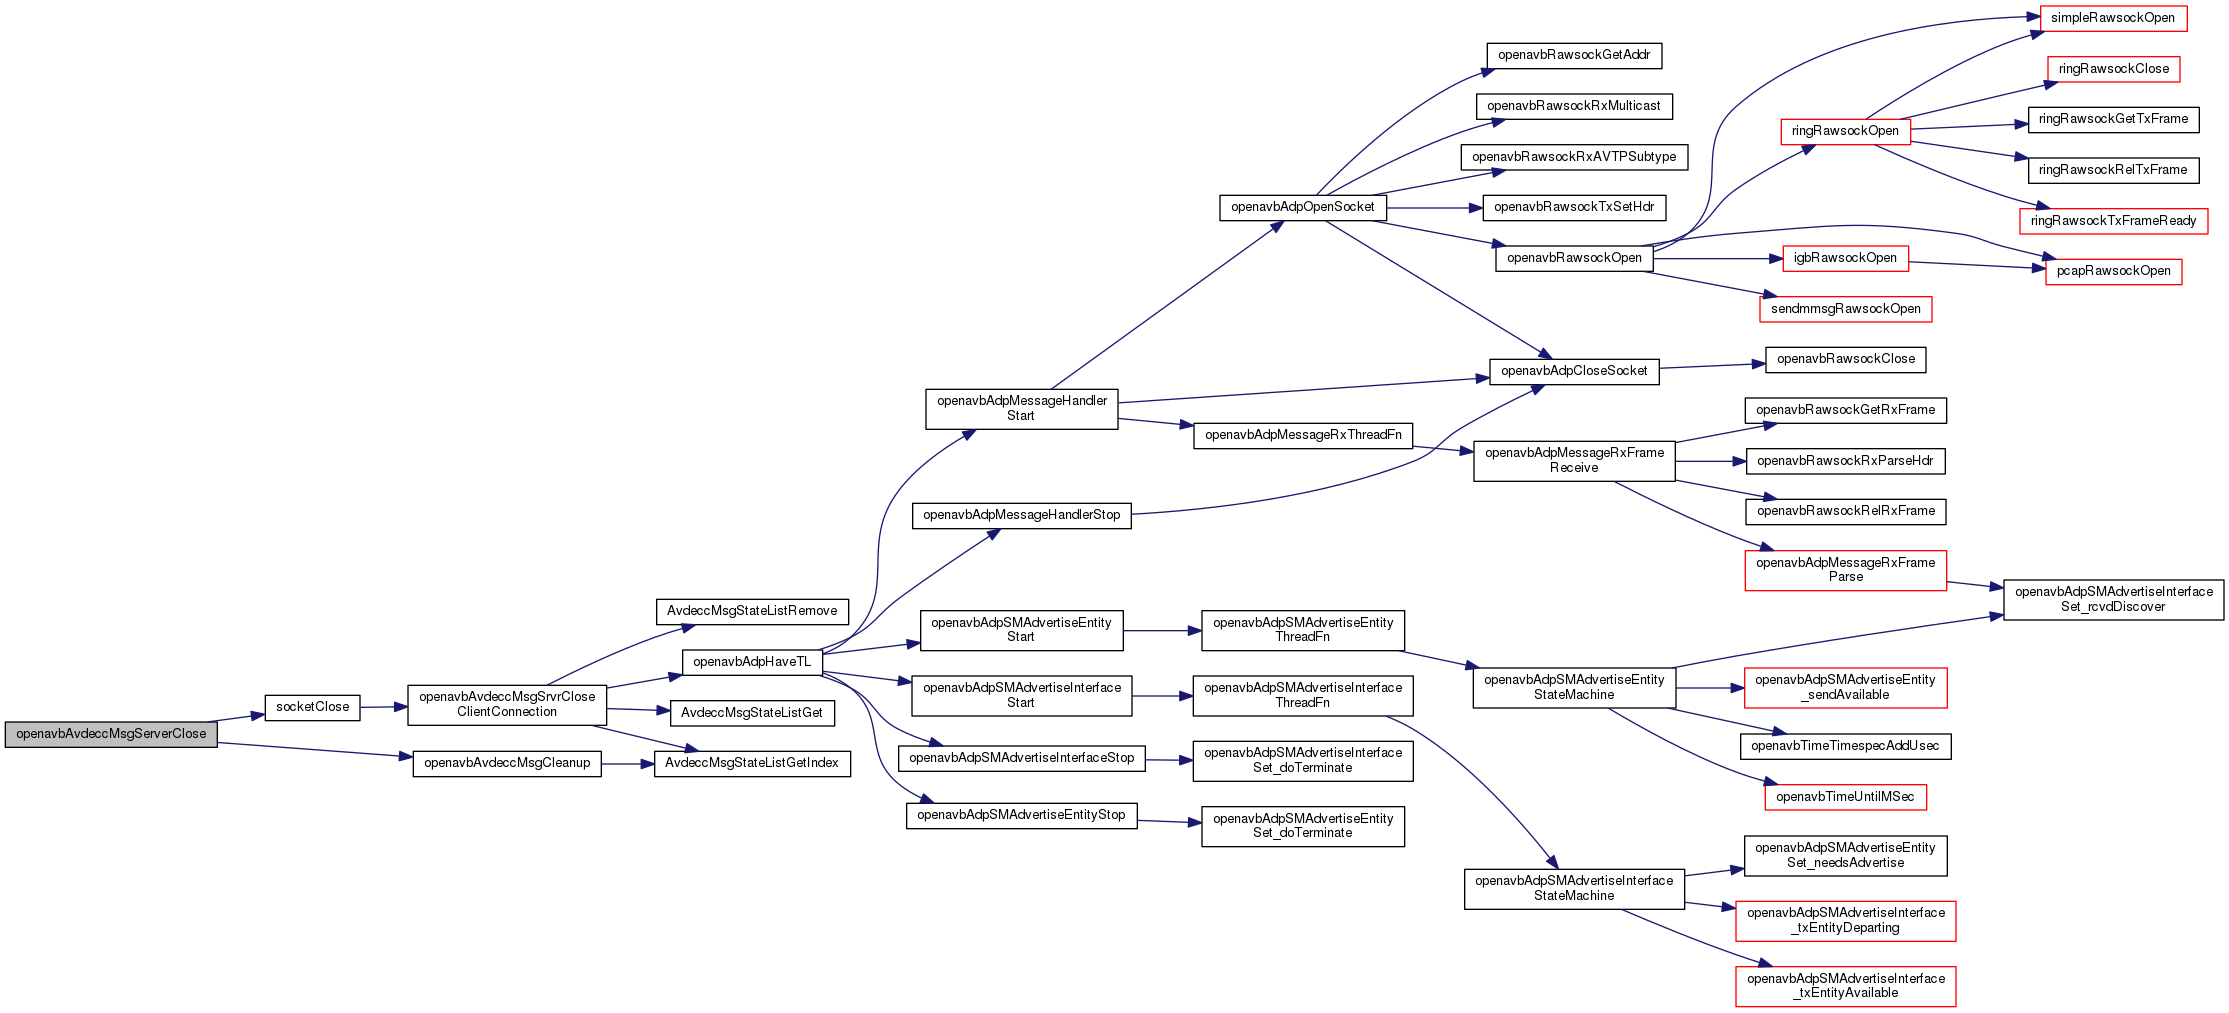 openavbAvdeccMsgServerClose
socketClose
openavbAvdeccMsgCleanup
openavbAvdeccMsgSrvrClose
ClientConnection
AvdeccMsgStateListRemove
openavbAdpHaveTL
AvdeccMsgStateListGet
AvdeccMsgStateListGetIndex
openavbAdpMessageHandler
Start
openavbAdpMessageHandlerStop
openavbAdpSMAdvertiseEntity
Start
openavbAdpSMAdvertiseInterface
Start
openavbAdpSMAdvertiseInterfaceStop
openavbAdpSMAdvertiseEntityStop
openavbAdpOpenSocket
openavbAdpMessageRxThreadFn
openavbAdpSMAdvertiseEntity
ThreadFn
openavbAdpSMAdvertiseInterface
ThreadFn
openavbAdpSMAdvertiseInterface
Set_doTerminate
openavbAdpSMAdvertiseEntity
Set_doTerminate
openavbRawsockGetAddr
openavbRawsockRxMulticast
openavbRawsockRxAVTPSubtype
openavbRawsockTxSetHdr
openavbRawsockOpen
openavbAdpCloseSocket
openavbAdpMessageRxFrame
Receive
openavbAdpSMAdvertiseEntity
StateMachine
openavbAdpSMAdvertiseInterface
StateMachine
ringRawsockOpen
igbRawsockOpen
sendmmsgRawsockOpen
openavbRawsockClose
openavbRawsockGetRxFrame
openavbRawsockRxParseHdr
openavbRawsockRelRxFrame
openavbAdpMessageRxFrame
Parse
openavbAdpSMAdvertiseEntity
_sendAvailable
openavbTimeTimespecAddUsec
openavbTimeUntilMSec
openavbAdpSMAdvertiseEntity
Set_needsAdvertise
openavbAdpSMAdvertiseInterface
_txEntityDeparting
openavbAdpSMAdvertiseInterface
_txEntityAvailable
simpleRawsockOpen
ringRawsockClose
ringRawsockGetTxFrame
ringRawsockRelTxFrame
ringRawsockTxFrameReady
pcapRawsockOpen
openavbAdpSMAdvertiseInterface
Set_rcvdDiscover